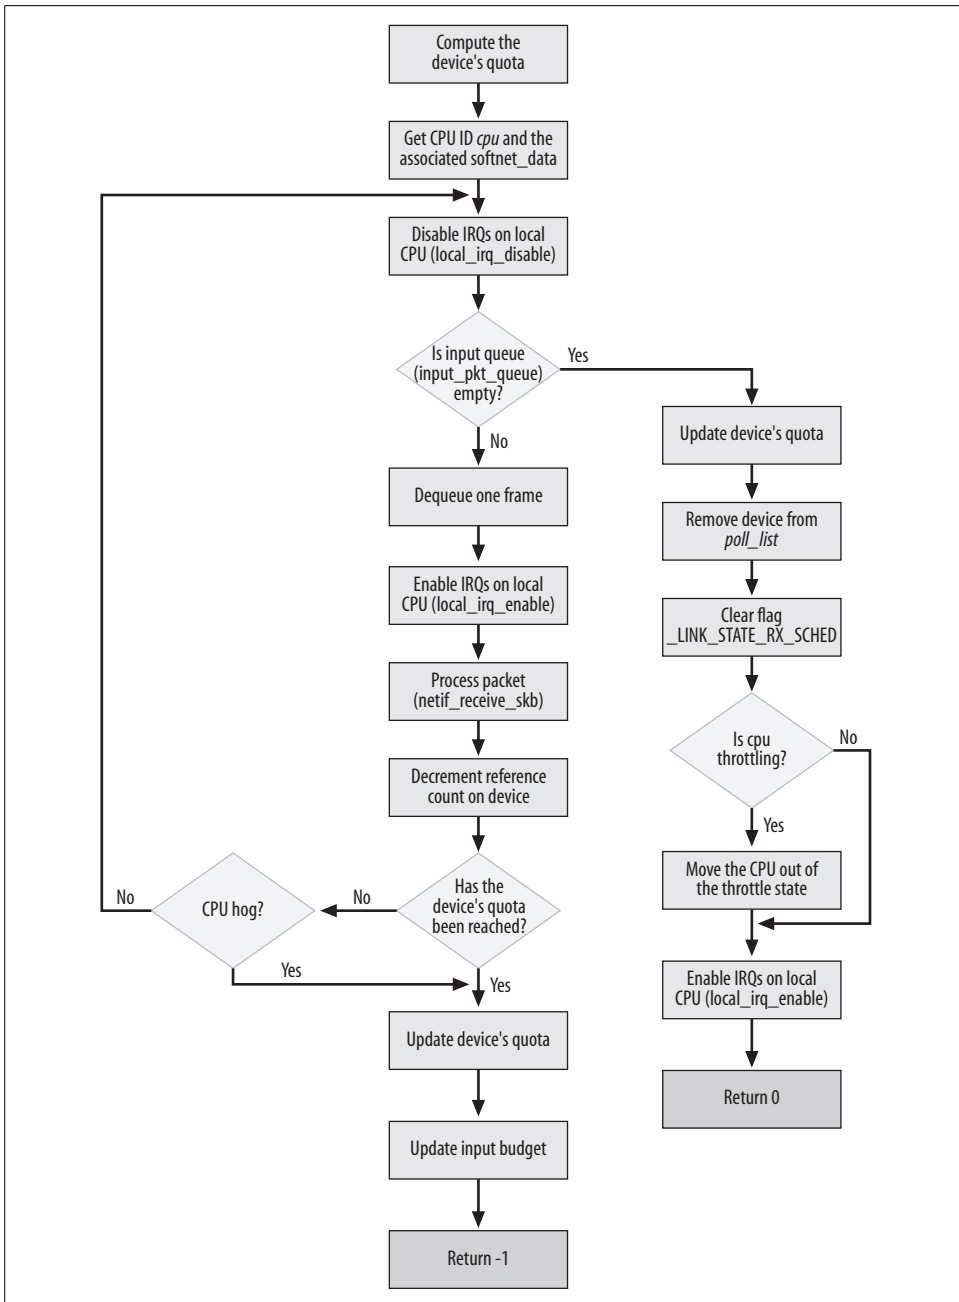 Compute the
device's quota
Get CPU ID cpu and the
associated softnet_data
Disable IRQs on local
CPU (local_irq_disable)
Is input queue
(input_pkt_queue)
empty?
Yes
No
Update device's quota
Dequeue one frame
Remove device from
poll_list
Enable IRQs on local
CPU (local_irq_enable)
Clear flag
_LINK_STATE_RX_SCHED
Process packet
(netif_receive_skb)
Is cpu
throttling?
No
Yes
Decrement reference
count on device
Move the CPU out of
the throttle state
Has the
device's quota
been reached?
No
CPU hog?
No
Yes
Yes
Enable IRQs on local
CPU (local_irq_enable)
Update device's quota
Return 0
Update input budget
Return -1